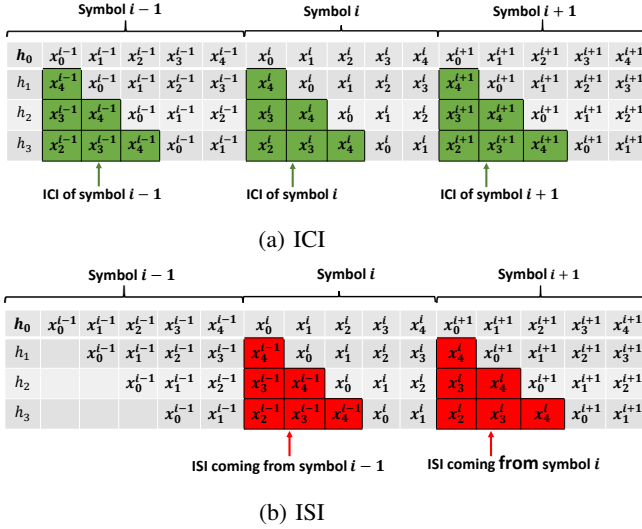 Symbol i − 1 Symbol i Symbol i + 1
h₀ x₀^{i−1} x₁^{i−1} x₂^{i−1} x₃^{i−1} x₄^{i−1} x₀^{i} x₁^{i} x₂^{i} x₃^{i} x₄^{i} x₀^{i+1} x₁^{i+1} x₂^{i+1} x₃^{i+1} x₄^{i+1}
h₁ x₄^{i−1} x₀^{i−1} x₁^{i−1} x₂^{i−1} x₃^{i−1} x₄^{i} x₀^{i} x₁^{i} x₂^{i} x₃^{i} x₄^{i+1} x₀^{i+1} x₁^{i+1} x₂^{i+1} x₃^{i+1}
h₂ x₃^{i−1} x₄^{i−1} x₀^{i−1} x₁^{i−1} x₂^{i−1} x₃^{i} x₄^{i} x₀^{i} x₁^{i} x₂^{i} x₃^{i+1} x₄^{i+1} x₀^{i+1} x₁^{i+1} x₂^{i+1}
h₃ x₂^{i−1} x₃^{i−1} x₄^{i−1} x₀^{i−1} x₁^{i−1} x₂^{i} x₃^{i} x₄^{i} x₀^{i} x₁^{i} x₂^{i+1} x₃^{i+1} x₄^{i+1} x₀^{i+1} x₁^{i+1}
ICI of symbol i − 1 ICI of symbol i ICI of symbol i + 1
(a) ICI
Symbol i − 1 Symbol i Symbol i + 1
h₀ x₀^{i−1} x₁^{i−1} x₂^{i−1} x₃^{i−1} x₄^{i−1} x₀^{i} x₁^{i} x₂^{i} x₃^{i} x₄^{i} x₀^{i+1} x₁^{i+1} x₂^{i+1} x₃^{i+1} x₄^{i+1}
h₁ x₀^{i−1} x₁^{i−1} x₂^{i−1} x₃^{i−1} x₄^{i−1} x₀^{i} x₁^{i} x₂^{i} x₃^{i} x₄^{i} x₀^{i+1} x₁^{i+1} x₂^{i+1} x₃^{i+1}
h₂ x₀^{i−1} x₁^{i−1} x₂^{i−1} x₃^{i−1} x₄^{i−1} x₀^{i} x₁^{i} x₂^{i} x₃^{i} x₄^{i} x₀^{i+1} x₁^{i+1} x₂^{i+1}
h₃ x₀^{i−1} x₁^{i−1} x₂^{i−1} x₃^{i−1} x₄^{i−1} x₀^{i} x₁^{i} x₂^{i} x₃^{i} x₄^{i} x₀^{i+1} x₁^{i+1}
ISI coming from symbol i − 1 ISI coming from symbol i
(b) ISI